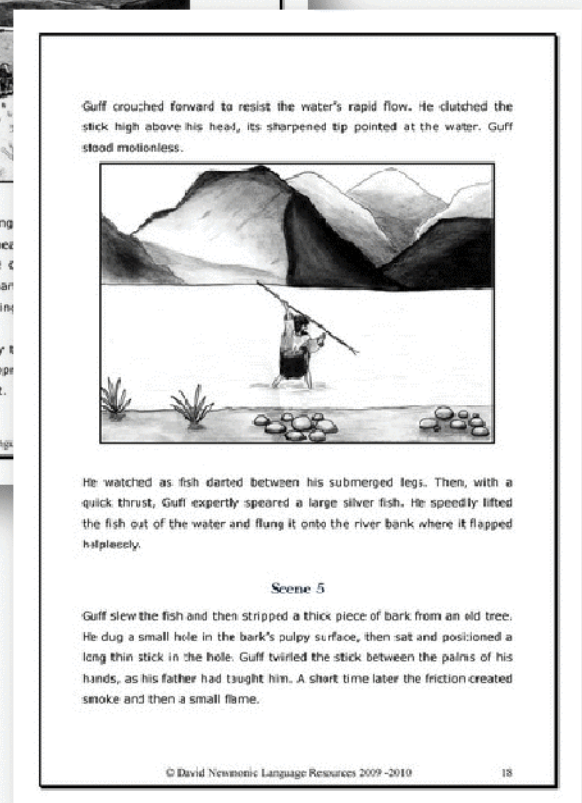 Guff crouched forward to resist the water's rapid flow. He clutched the
stick high above his head, its sharpened tip pointed at the water. Guff
stood motionless.
He watched as fish darted between his submerged legs. Then, with a
quick thrust, Guff expertly speared a large silver fish. He speedily lifted
the fish out of the water and flung it onto the river bank where it flapped
helplessly.
Scene 5
Guff slew the fish and then stripped a thick piece of bark from an old tree.
He dug a small hole in the bark's pulpy surface, then sat and positioned a
long thin stick in the hole. Guff twirled the stick between the palms of his
hands, as his father had taught him. A short time later the friction created
smoke and then a small flame.
© David Newmonic Language Resources 2009 -2010 18